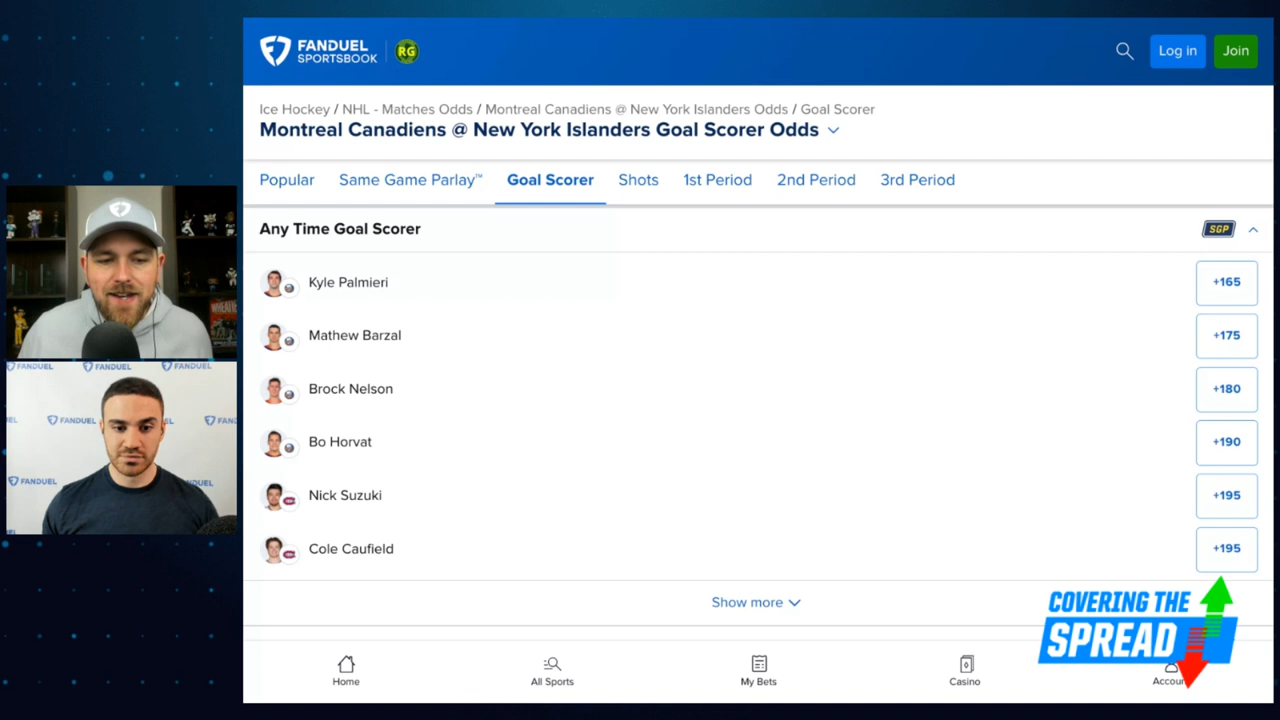 FANDUEL
SPORTSBOOK
RG
Log in
Join
Ice Hockey / NHL - Matches Odds / Montreal Canadiens @ New York Islanders Odds / Goal Scorer
Montreal Canadiens @ New York Islanders Goal Scorer Odds
Popular
Same Game Parlay™
Goal Scorer
Shots
1st Period
2nd Period
3rd Period
Any Time Goal Scorer
SGP
Kyle Palmieri
+165
Mathew Barzal
+175
Brock Nelson
+180
Bo Horvat
+190
Nick Suzuki
+195
Cole Caufield
+195
Show more
COVERING THE
SPREAD
Home
All Sports
My Bets
Casino
Accoun
FANDUEL
FANDUEL
FANDUEL
FANDUEL
FANDUEL